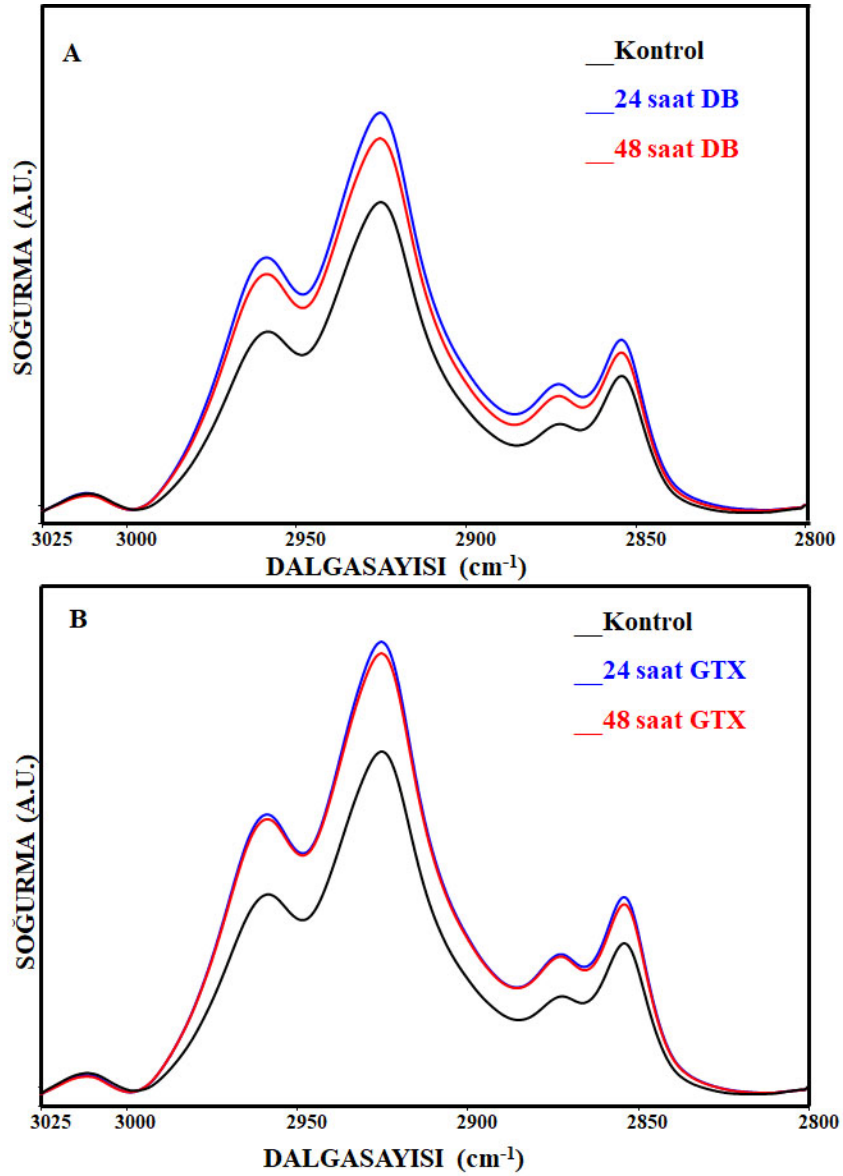 A
__Kontrol
__24 saat DB
__48 saat DB
SOĞURMA (A.U.)
3025 3000 2950 2900 2850 2800
DALGASAYISI (cm-1)
B
__Kontrol
__24 saat GTX
__48 saat GTX
SOĞURMA (A.U.)
3025 3000 2950 2900 2850 2800
DALGASAYISI (cm-1)